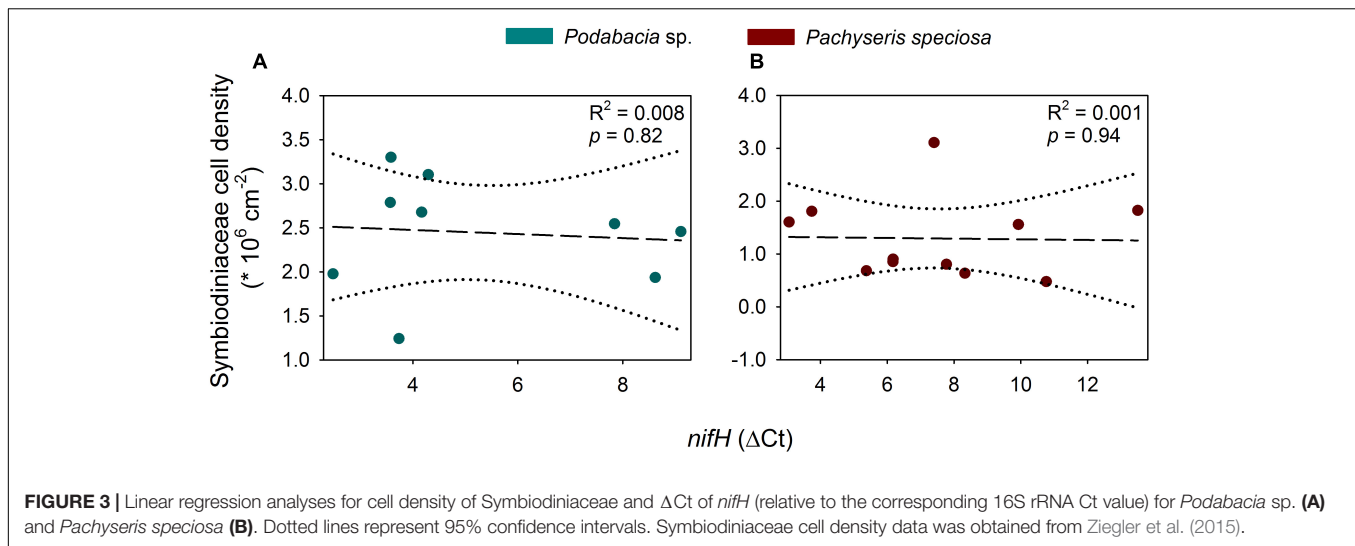 Podabacia sp.
Pachyseris speciosa
A
B
Symbiodiniaceae cell density
(* 10⁶ cm⁻²)
4.0
3.5
3.0
2.5
2.0
1.5
1.0
R² = 0.008
p = 0.82
4
6
8
4.0
3.0
2.0
1.0
0.0
-1.0
R² = 0.001
p = 0.94
4
6
8
10
12
nifH (ΔCt)
FIGURE 3 | Linear regression analyses for cell density of Symbiodiniaceae and ΔCt of nifH (relative to the corresponding 16S rRNA Ct value) for Podabacia sp. (A)
and Pachyseris speciosa (B). Dotted lines represent 95% confidence intervals. Symbiodiniaceae cell density data was obtained from Ziegler et al. (2015).